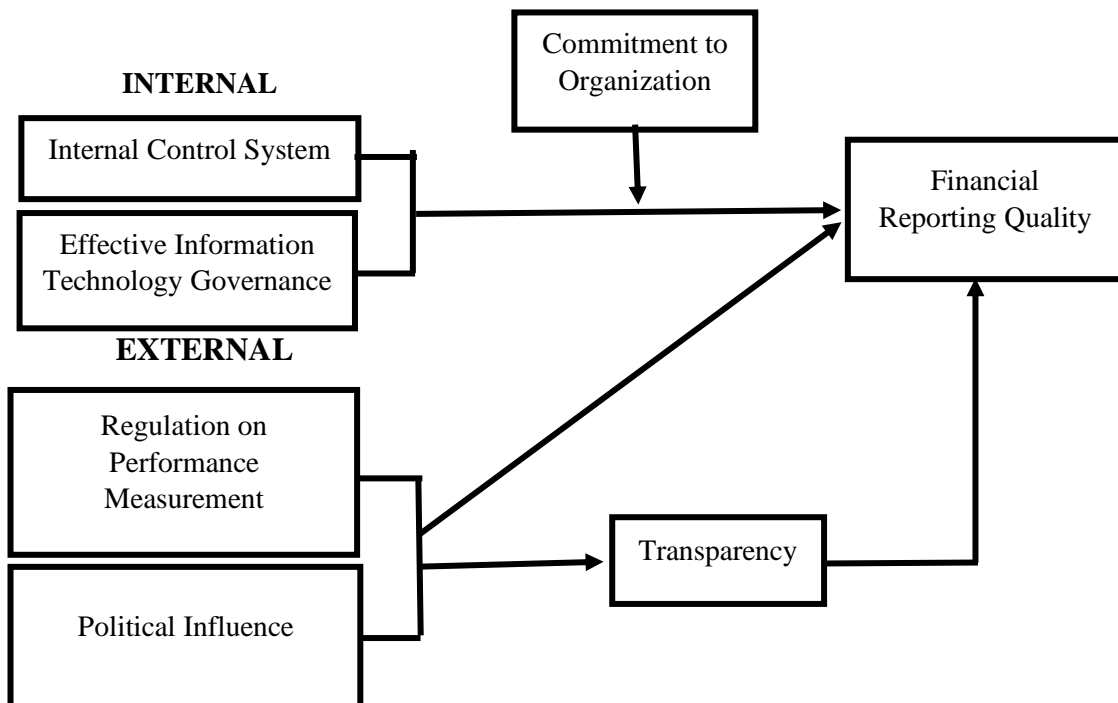 Commitment to
Organization
INTERNAL
Internal Control System
Effective Information
Technology Governance
Financial
Reporting Quality
EXTERNAL
Regulation on
Performance
Measurement
Transparency
Political Influence